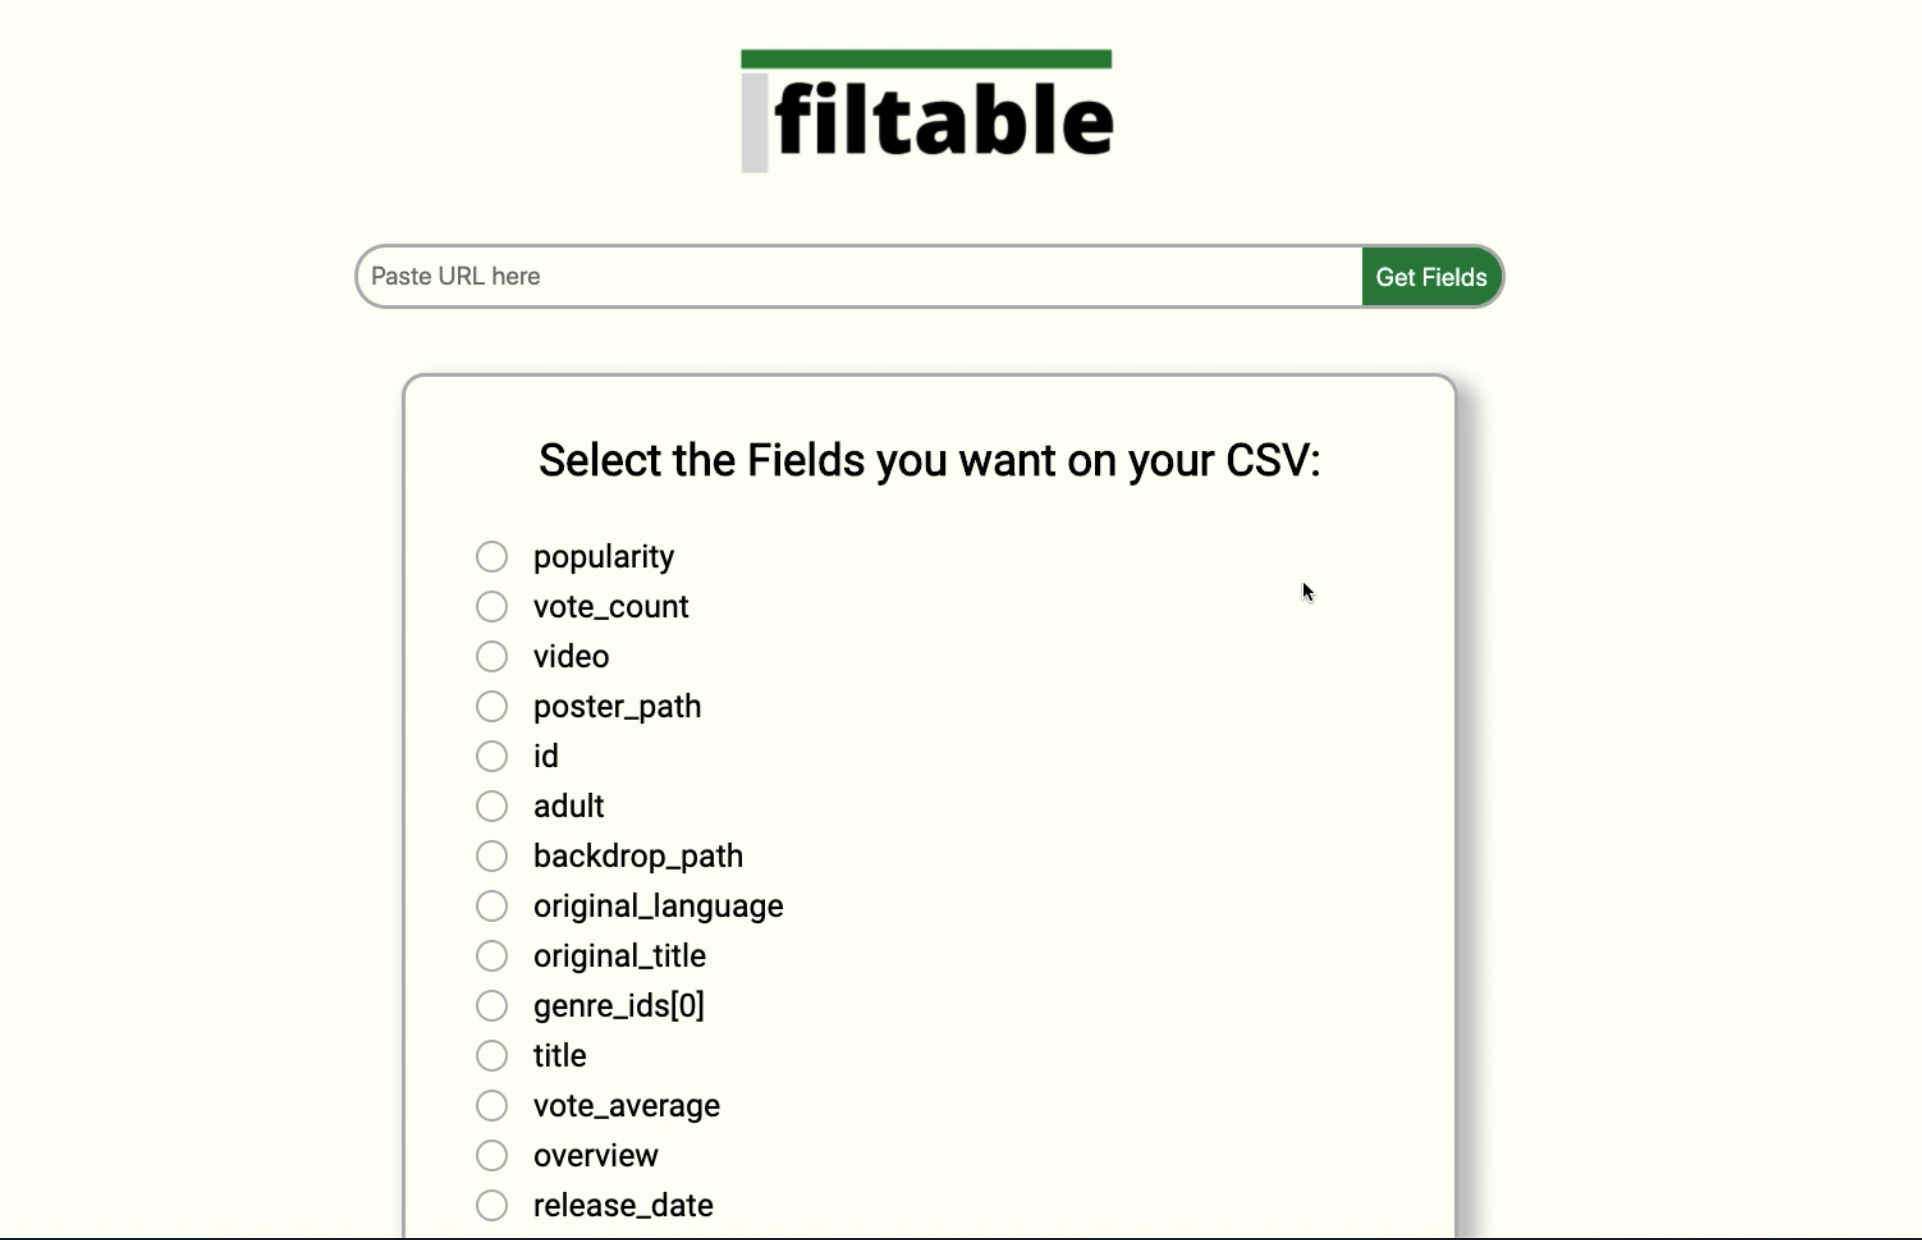 filtable
Paste URL here
Get Fields
Select the Fields you want on your CSV:
popularity
vote_count
video
poster_path
id
adult
backdrop_path
original_language
original_title
genre_ids[0]
title
vote_average
overview
release_date